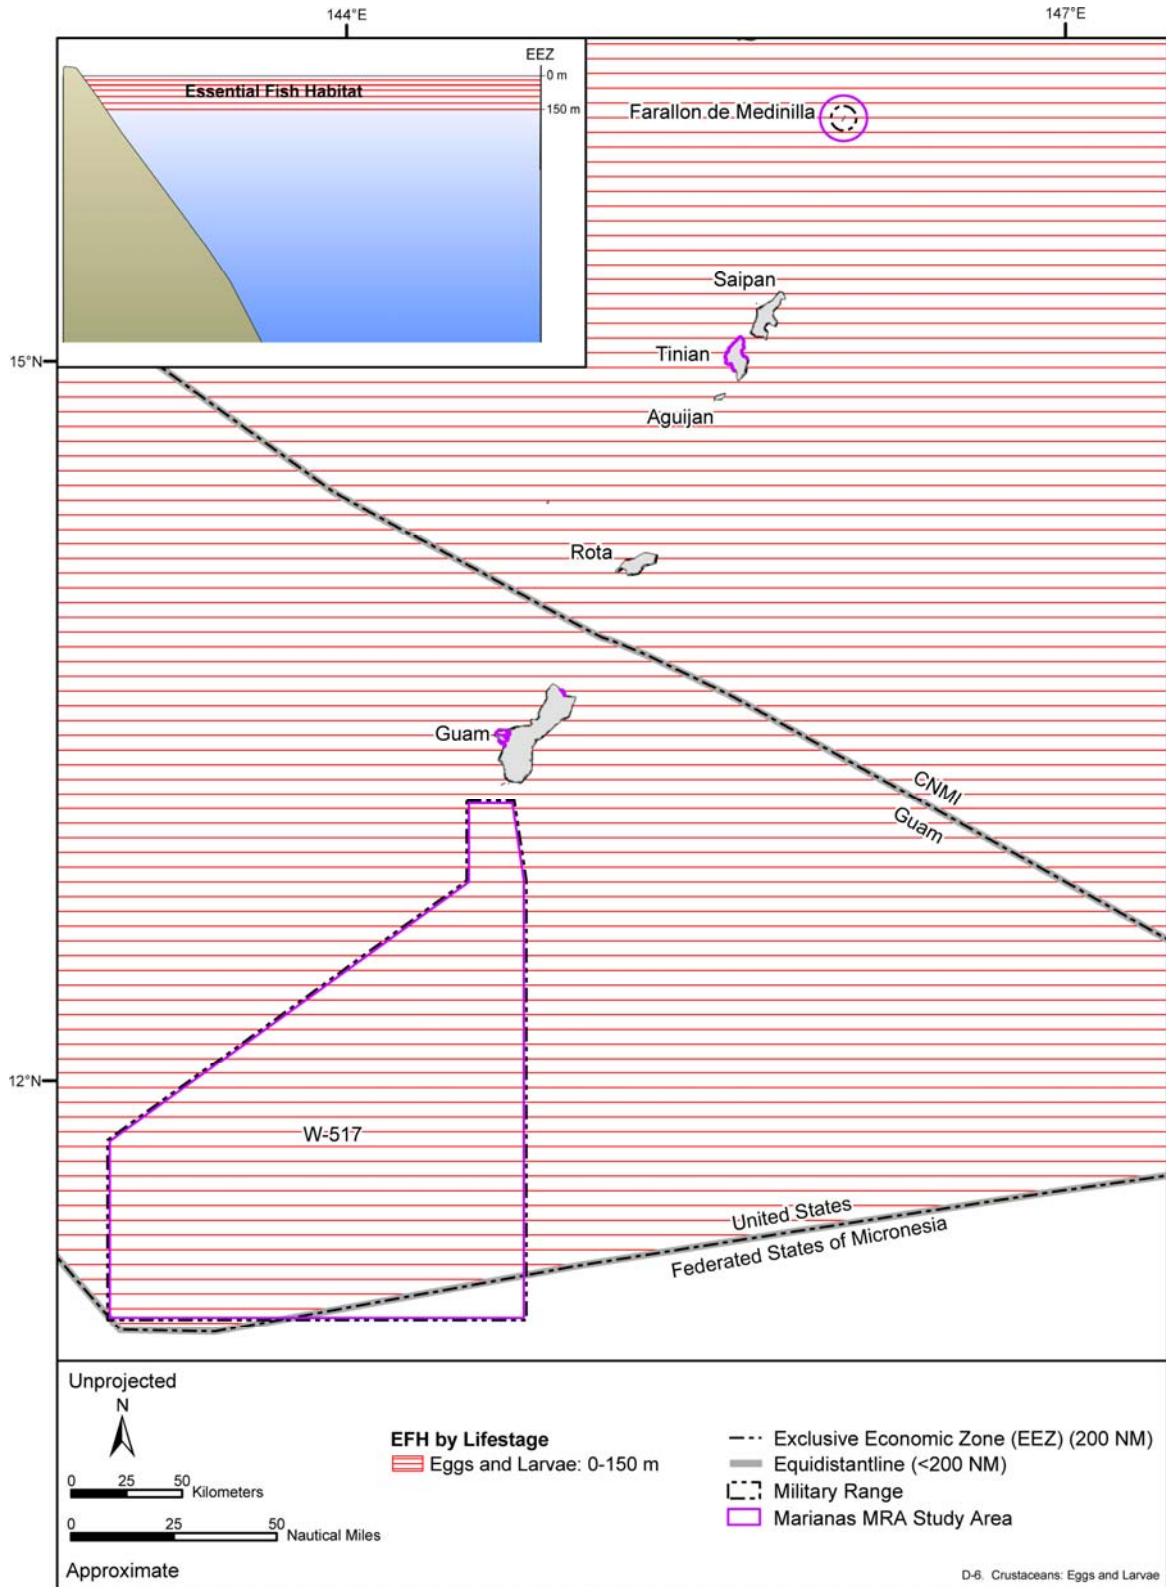 144°E
147°E
EEZ
0 m
Essential Fish Habitat
150 m
Farallon de Medinilla
Saipan
15°N
Tinian
Aguijan
Rota
Guam
CNMI
Guam
12°N
W-517
United States
Federated States of Micronesia
Unprojected
N
0 25 50
Kilometers
0 25 50
Nautical Miles
Approximate
EFH by Lifestage
Eggs and Larvae: 0-150 m
Exclusive Economic Zone (EEZ) (200 NM)
Equidistantline (<200 NM)
Military Range
Marianas MRA Study Area
D-6. Crustaceans: Eggs and Larvae